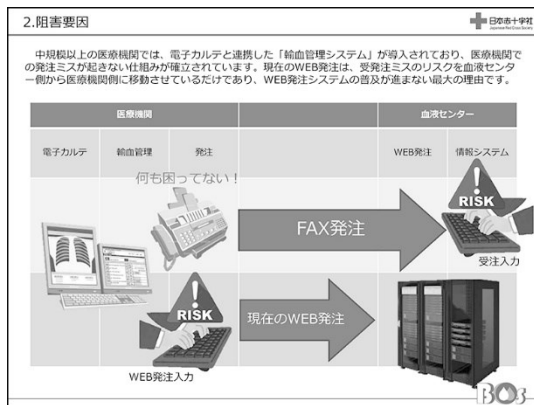 2.阻害要因
日本赤十字社
Japanese Red Cross Society
中規模以上の医療機関では、電子カルテと連携した「輸血管理システム」が導入されており、医療機関で
の発注ミスが起きない仕組みが確立されています。現在のWEB発注は、受発注ミスのリスクを血液センタ
ー側から医療機関側に移動させているだけであり、WEB発注システムの普及が進まない最大の理由です。
医療機関
血液センター
電子カルテ
輸血管理
発注
WEB発注
情報システム
何も困ってない！
RISK
FAX発注
受注入力
RISK
現在のWEB発注
WEB発注入力
BOs